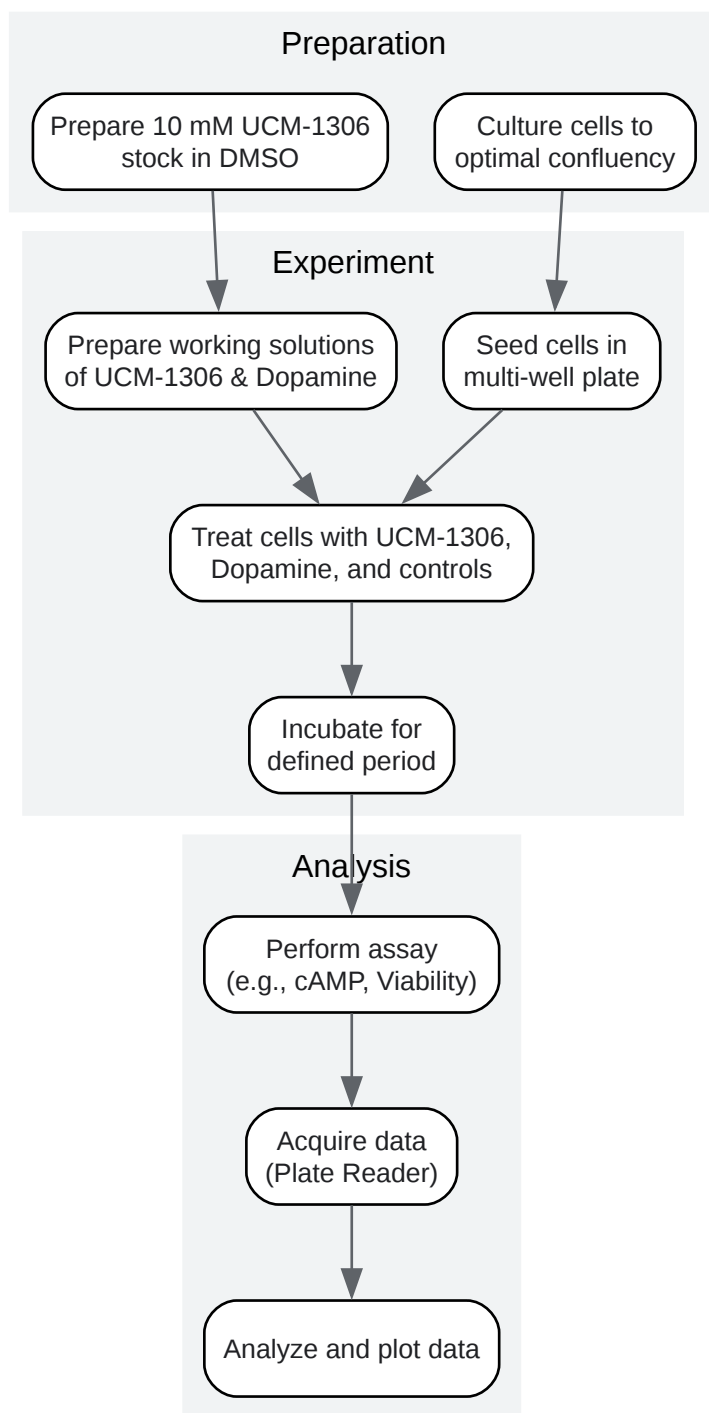 Preparation
Prepare 10 mM UCM-1306
stock in DMSO
Culture cells to
optimal confluency
Experiment
Prepare working solutions
of UCM-1306 & Dopamine
Seed cells in
multi-well plate
Treat cells with UCM-1306,
Dopamine, and controls
Incubate for
defined period
Analysis
Perform assay
(e.g., cAMP, Viability)
Acquire data
(Plate Reader)
Analyze and plot data